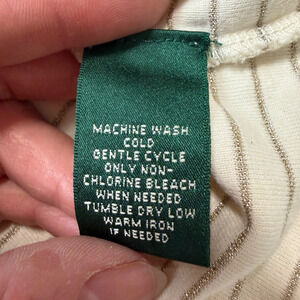 MACHINE WASH
COLD
GENTLE CYCLE
ONLY NON-
CHLORINE BLEACH
WHEN NEEDED
TUMBLE DRY LOW
WARM IRON
IF NEEDED